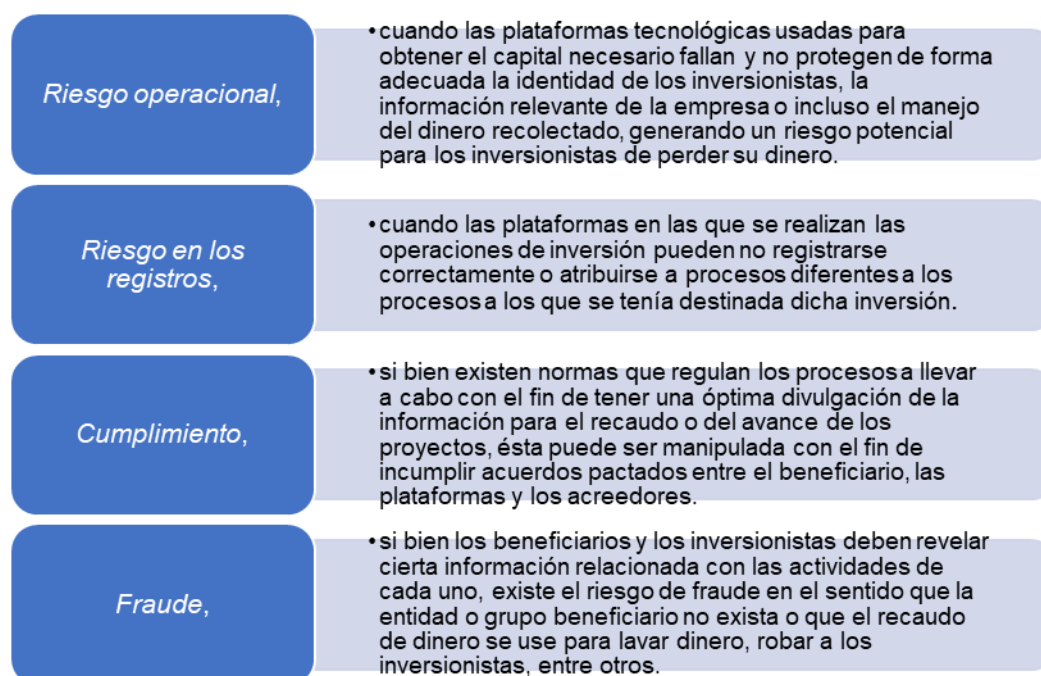 Riesgo operacional,
•cuando las plataformas tecnológicas usadas para
obtener el capital necesario fallan y no protegen de forma
adecuada la identidad de los inversionistas, la
información relevante de la empresa o incluso el manejo
del dinero recolectado, generando un riesgo potencial
para los inversionistas de perder su dinero.
Riesgo en los
registros,
•cuando las plataformas en las que se realizan las
operaciones de inversión pueden no registrarse
correctamente o atribuirse a procesos diferentes a los
procesos a los que se tenía destinada dicha inversión.
Cumplimiento,
•si bien existen normas que regulan los procesos a llevar
a cabo con el fin de tener una óptima divulgación de la
información para el recaudo o del avance de los
proyectos, ésta puede ser manipulada con el fin de
incumplir acuerdos pactados entre el beneficiario, las
plataformas y los acreedores.
Fraude,
•si bien los beneficiarios y los inversionistas deben revelar
cierta información relacionada con las actividades de
cada uno, existe el riesgo de fraude en el sentido que la
entidad o grupo beneficiario no exista o que el recaudo
de dinero se use para lavar dinero, robar a los
inversionistas, entre otros.